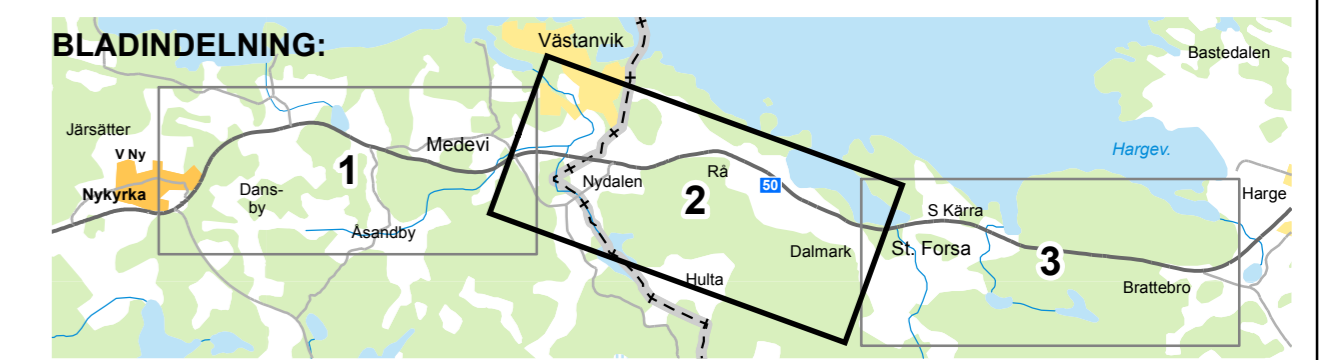 BLADINDELNING:
Västanvik
Bastedalen
Järsätter
V Ny
Medevi
1
Hargev.
Nykyrka
Dans-
by
Nydalen
Rå
50
2
S Kärra
Harge
Åsandby
Dalmark
St. Forsa
3
Hulta
Brattebro